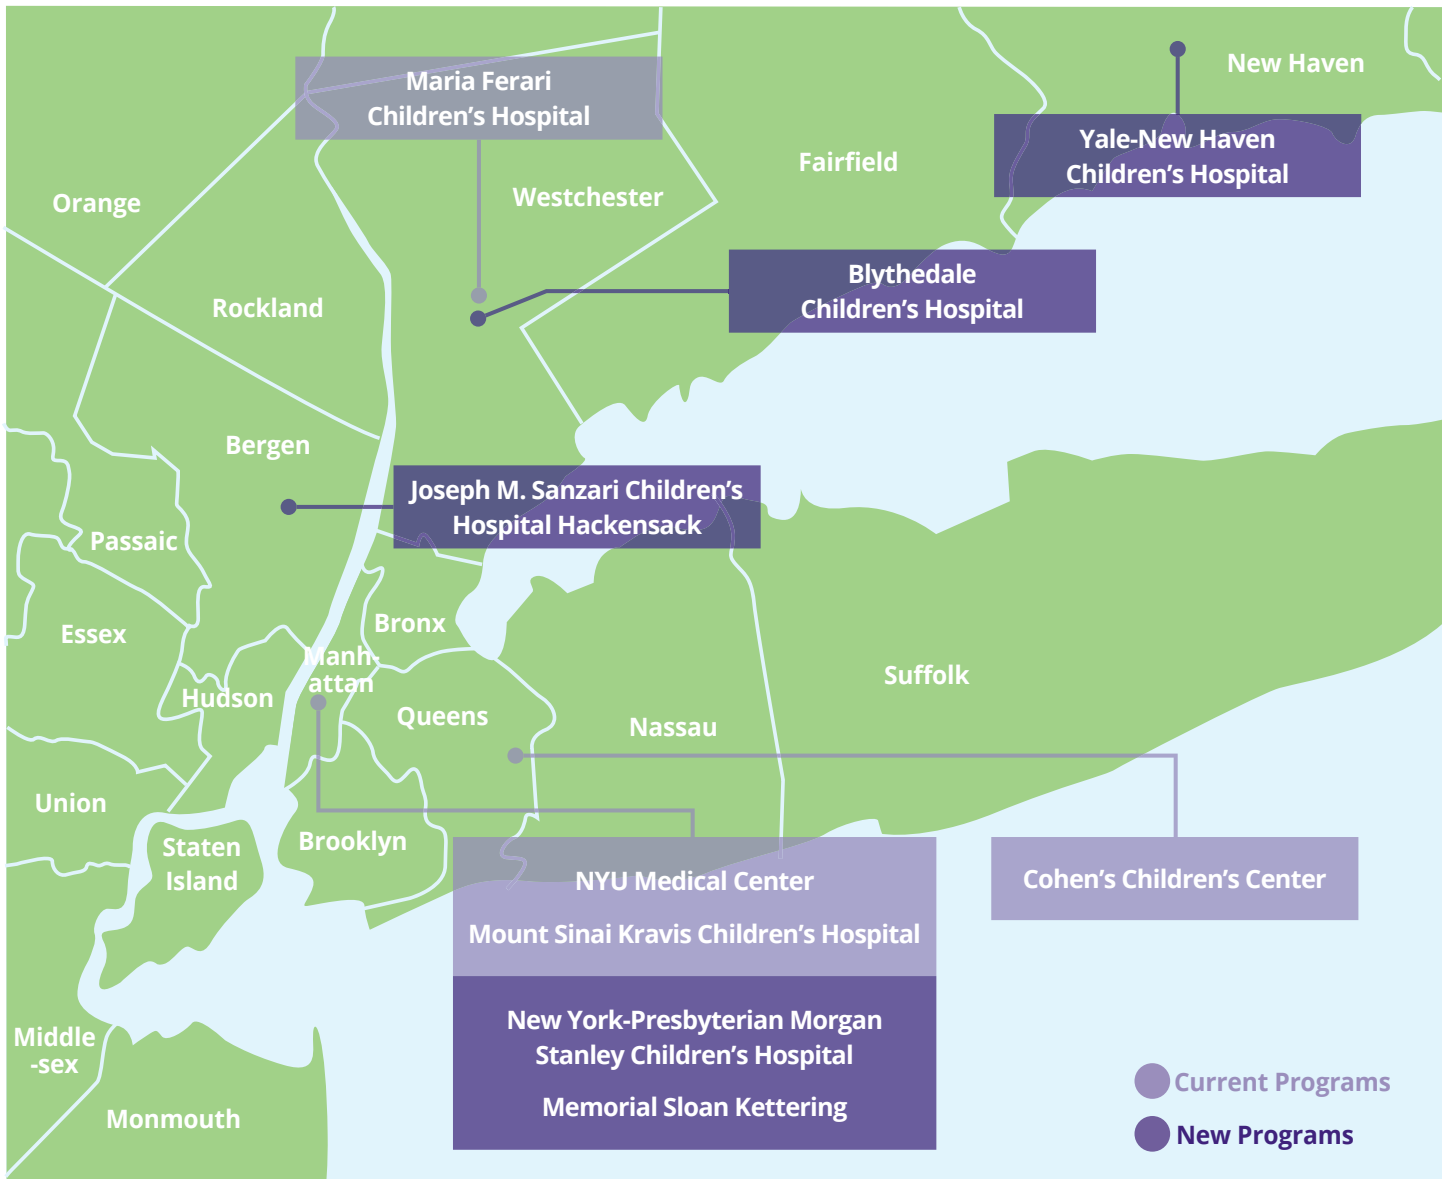 New Haven
Maria Ferari
Children's Hospital
Yale-New Haven
Children's Hospital
Fairfield
Westchester
Orange
Blythedale
Children's Hospital
Rockland
Bergen
Joseph M. Sanzari Children's
Hospital Hackensack
Passaic
Essex
Bronx
Manh-
attan
Hudson
Queens
Suffolk
Nassau
Union
Brooklyn
Staten
Island
NYU Medical Center
Mount Sinai Kravis Children's Hospital
Cohen's Children's Center
New York-Presbyterian Morgan
Stanley Children's Hospital
Memorial Sloan Kettering
Middle
-sex
Monmouth
Current Programs
New Programs